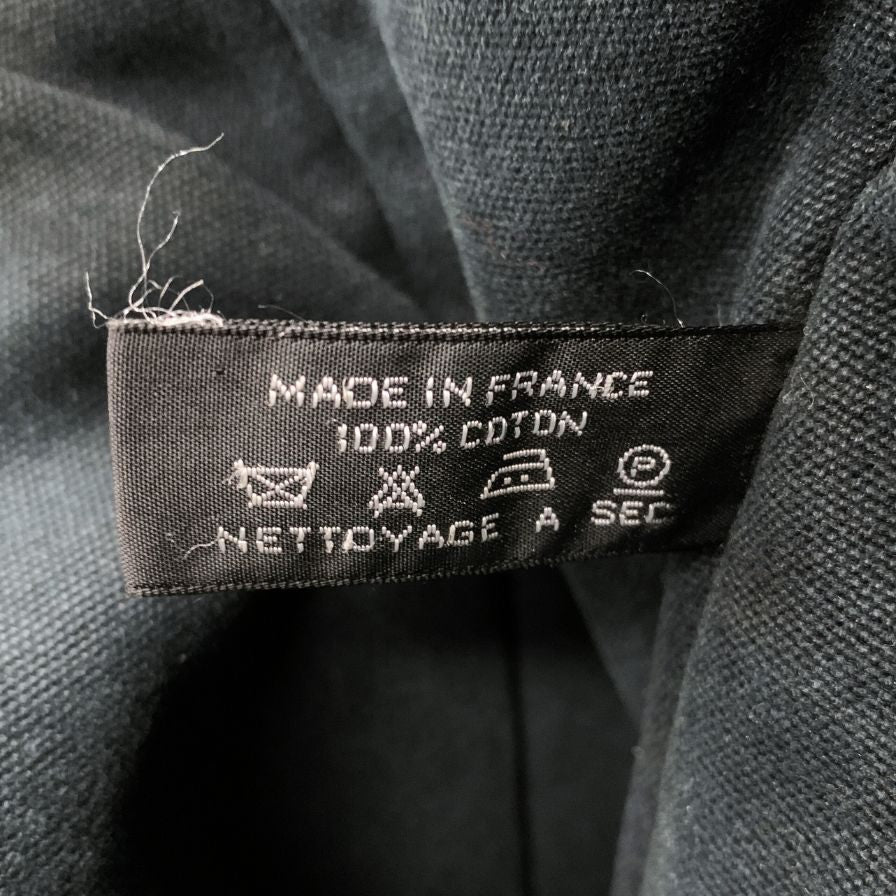 MADE IN FRANCE
100% COTON
P
NETTOYAGE A SEC